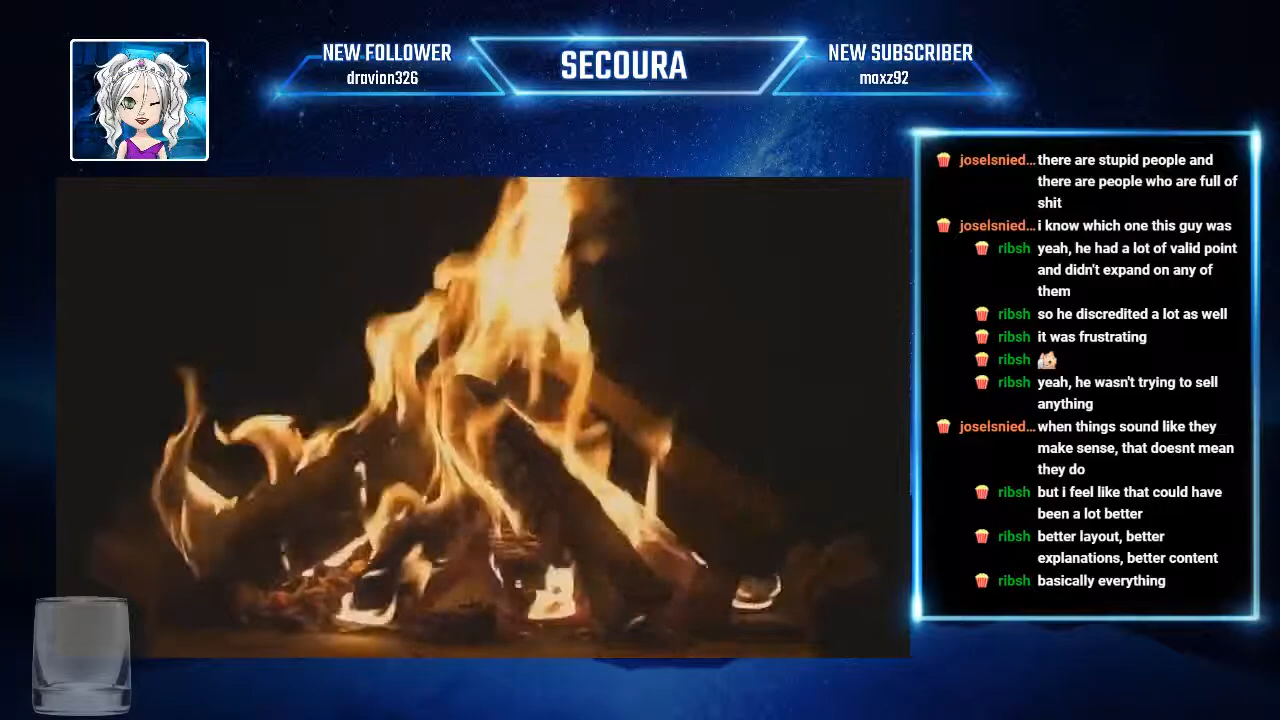 NEW FOLLOWER
dravian326
SECOURA
NEW SUBSCRIBER
maxz92
joselsnied... there are stupid people and
there are people who are full of
shit
joselsnied... i know which one this guy was
ribsh yeah, he had a lot of valid point
and didn't expand on any of
them
ribsh so he discredited a lot as well
ribsh it was frustrating
ribsh
ribsh yeah, he wasn't trying to sell
anything
joselsnied... when things sound like they
make sense, that doesnt mean
they do
ribsh but i feel like that could have
been a lot better
ribsh better layout, better
explanations, better content
ribsh basically everything